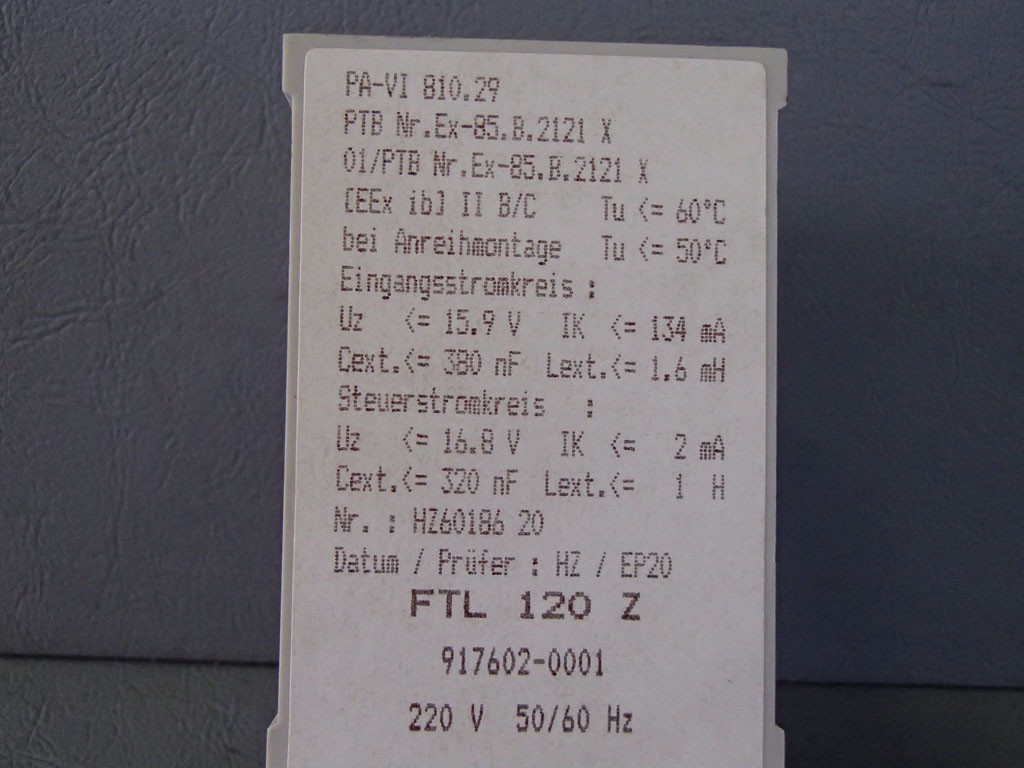 PA-VI 810.29
PTB Nr.Ex-85.B.2121 X
01/PTB Nr.Ex-85.B.2121 X
[EEx ib] II B/C Tu <= 60°C
bei Anreihmontage Tu <= 50°C
Eingangsstromkreis :
Uz <= 15.9 V IK <= 134 mA
Cext.<= 380 nF Lext.<= 1.6 mH
Steuerstromkreis :
Uz <= 16.8 V IK <= 2 mA
Cext.<= 320 nF Lext.<= 1 H
Nr. : HZ60186 20
Datum / Prüfer : HZ / EP20
FTL 120 Z
917602-0001
220 V 50/60 Hz